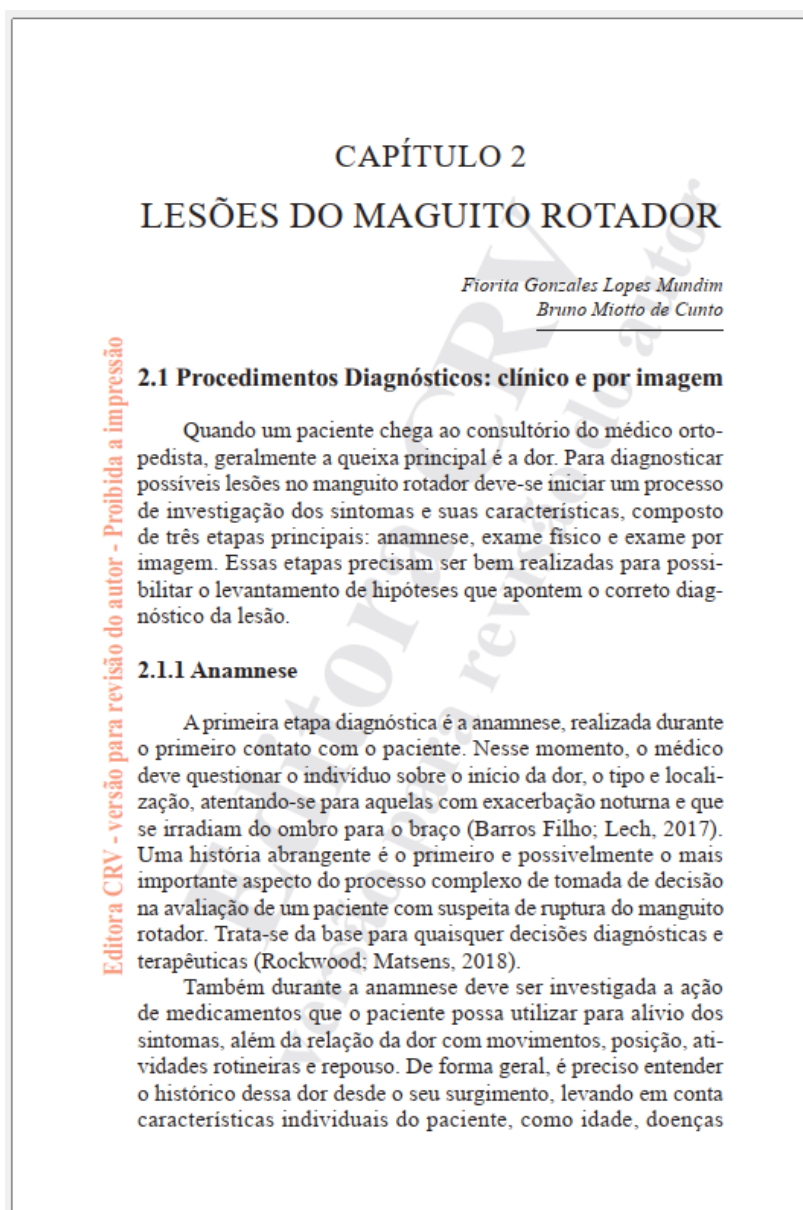 CAPÍTULO 2
LESÕES DO MAGUITO ROTADOR
Fiorita Gonzales Lopes Mundim
Bruno Miotto de Cunto
2.1 Procedimentos Diagnósticos: clínico e por imagem
Quando um paciente chega ao consultório do médico orto-
pedista, geralmente a queixa principal é a dor. Para diagnosticar
possíveis lesões no manguito rotador deve-se iniciar um processo
de investigação dos sintomas e suas características, composto
de três etapas principais: anamnese, exame físico e exame por
imagem. Essas etapas precisam ser bem realizadas para possi-
bilitar o levantamento de hipóteses que apontem o correto diag-
nóstico da lesão.
2.1.1 Anamnese
A primeira etapa diagnóstica é a anamnese, realizada durante
o primeiro contato com o paciente. Nesse momento, o médico
deve questionar o indivíduo sobre o início da dor, o tipo e locali-
zação, atentando-se para aquelas com exacerbação noturna e que
se irradiam do ombro para o braço (Barros Filho; Lech, 2017).
Uma história abrangente é o primeiro e possivelmente o mais
importante aspecto do processo complexo de tomada de decisão
na avaliação de um paciente com suspeita de ruptura do manguito
rotador. Trata-se da base para quaisquer decisões diagnósticas e
terapêuticas (Rockwood; Matsens, 2018).
Também durante a anamnese deve ser investigada a ação
de medicamentos que o paciente possa utilizar para alívio dos
sintomas, além da relação da dor com movimentos, posição, ati-
vidades rotineiras e repouso. De forma geral, é preciso entender
o histórico dessa dor desde o seu surgimento, levando em conta
características individuais do paciente, como idade, doenças
Editora CRV - versão para revisão do autor - Proibida a impressão
Editora CRV
versão para revisão do autor